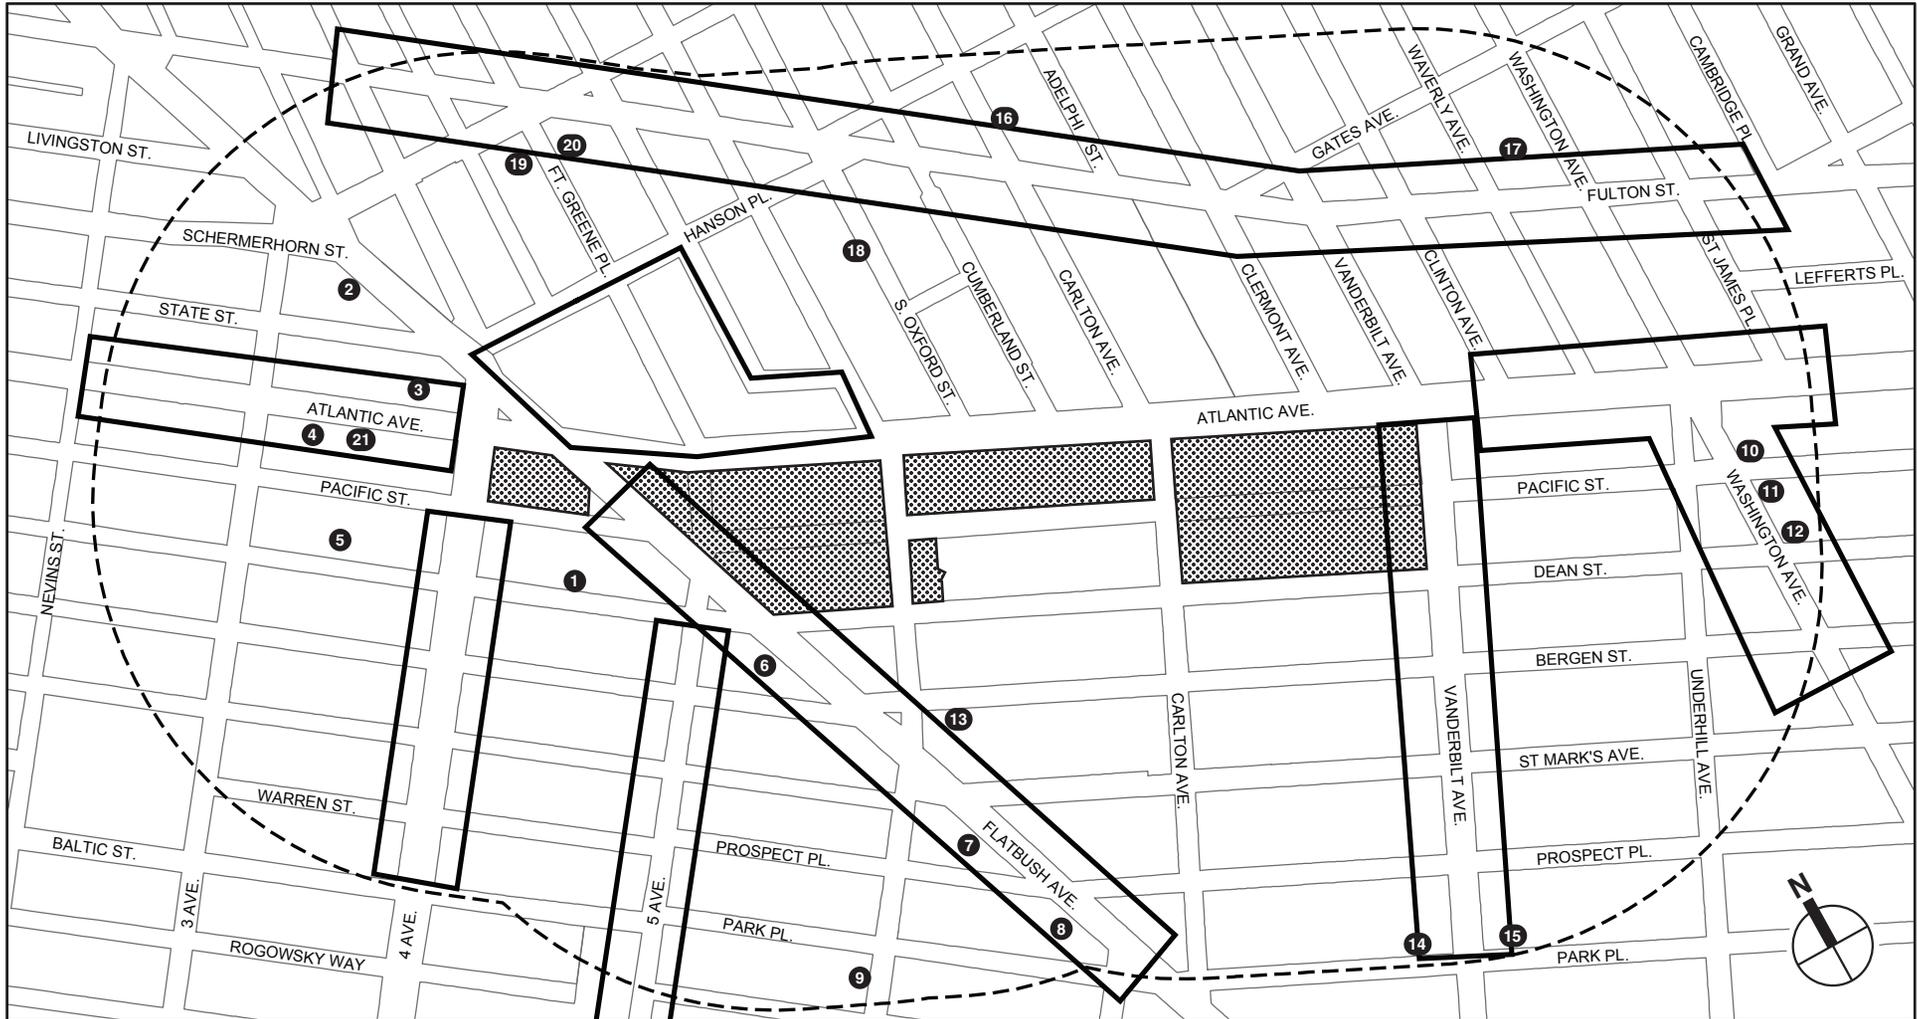 GRAND AVE.
CAMBRIDGE PL.
WASHINGTON AVE.
WAVERLY AVE.
ADELPHI ST.
GATES AVE.
16
17
LIVINGSTON ST.
19
20
FT. GREENE PL.
HANSON PL.
FULTON ST.
SCHERMERHORN ST.
18
2
ST JAMES PL.
LEFFERTS PL.
STATE ST.
S. OXFORD ST.
CUMBERLAND ST.
CARLTON AVE.
CLERMONT AVE.
VANDERBILT AVE.
CLINTON AVE.
3
ATLANTIC AVE.
ATLANTIC AVE.
4
21
10
PACIFIC ST.
PACIFIC ST.
11
WASHINGTON AVE.
12
5
NEVINS ST.
1
DEAN ST.
6
BERGEN ST.
13
CARLTON AVE.
VANDERBILT AVE.
UNDERHILL AVE.
ST MARK'S AVE.
WARREN ST.
BALTIC ST.
PROSPECT PL.
7
FLATBUSH AVE.
PROSPECT PL.
3 AVE.
4 AVE.
5 AVE.
PARK PL.
8
14
15
N
ROGOWSKY WAY
9
PARK PL.